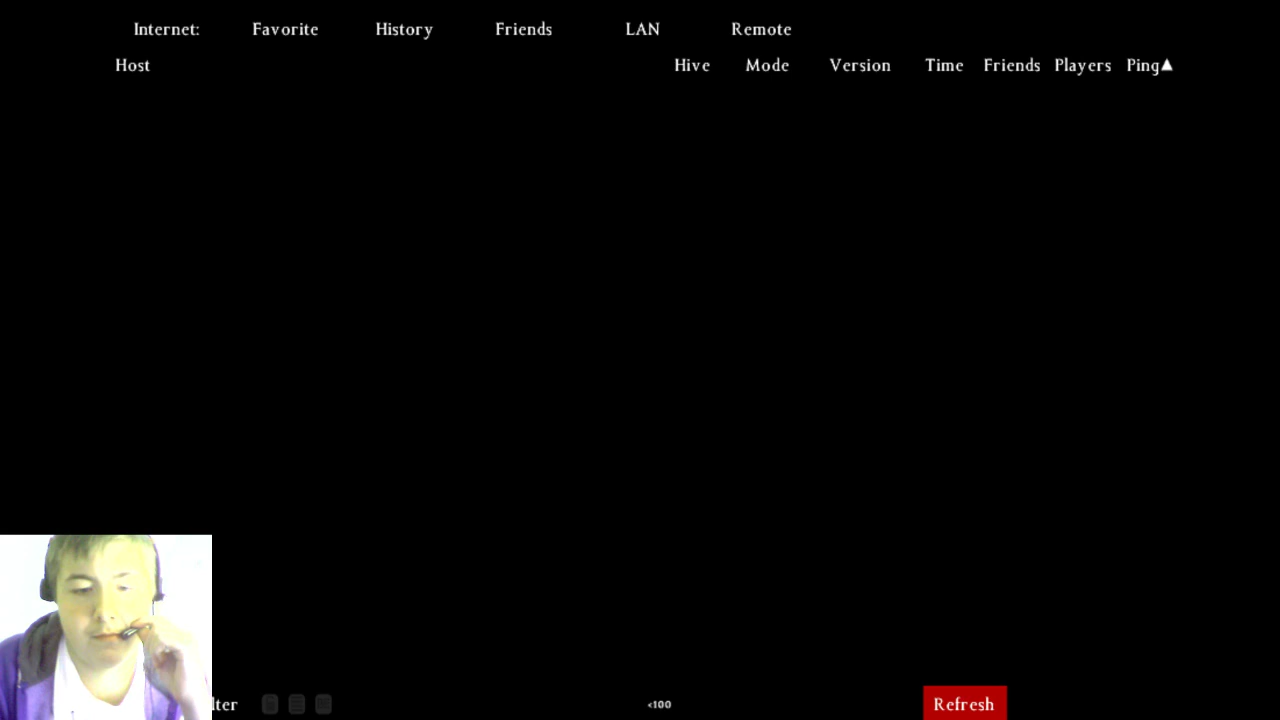 Internet: Favorite History Friends LAN Remote
Host Hive Mode Version Time Friends Players Ping▲
lter <100 Refresh